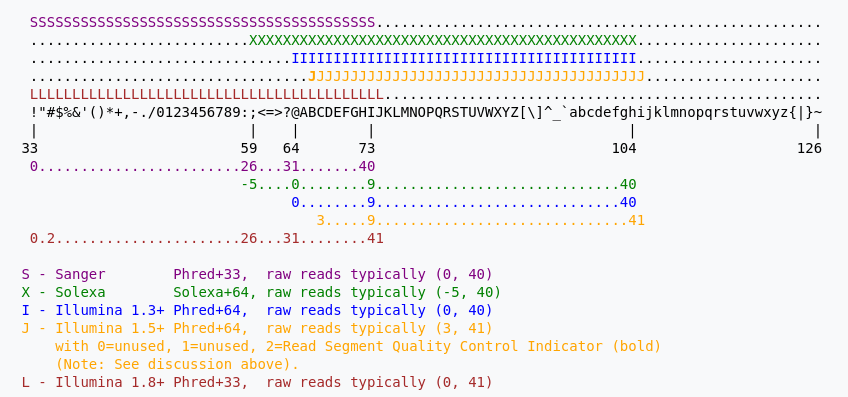 SSSSSSSSSSSSSSSSSSSSSSSSSSSSSSSSSSSSSSSSS.....................................................
..........................XXXXXXXXXXXXXXXXXXXXXXXXXXXXXXXXXXXXXXXXXXXXXX......................
...............................IIIIIIIIIIIIIIIIIIIIIIIIIIIIIIIIIIIIIIIII......................
.................................JJJJJJJJJJJJJJJJJJJJJJJJJJJJJJJJJJJJJJJJ.....................
LLLLLLLLLLLLLLLLLLLLLLLLLLLLLLLLLLLLLLLLLL....................................................
!"#$%&'()*+,-./0123456789:;<=>?@ABCDEFGHIJKLMNOPQRSTUVWXYZ[\]^_`abcdefghijklmnopqrstuvwxyz{|}~
|                         |    |        |                              |                     |
33                        59   64       73                            104                   126
0........................26...31.......40
-5....0........9.............................40
0........9.............................40
3.....9..............................41
0.2......................26...31........41
S - Sanger        Phred+33,  raw reads typically (0, 40)
X - Solexa        Solexa+64, raw reads typically (-5, 40)
I - Illumina 1.3+ Phred+64,  raw reads typically (0, 40)
J - Illumina 1.5+ Phred+64,  raw reads typically (3, 41)
with 0=unused, 1=unused, 2=Read Segment Quality Control Indicator (bold)
(Note: See discussion above).
L - Illumina 1.8+ Phred+33,  raw reads typically (0, 41)